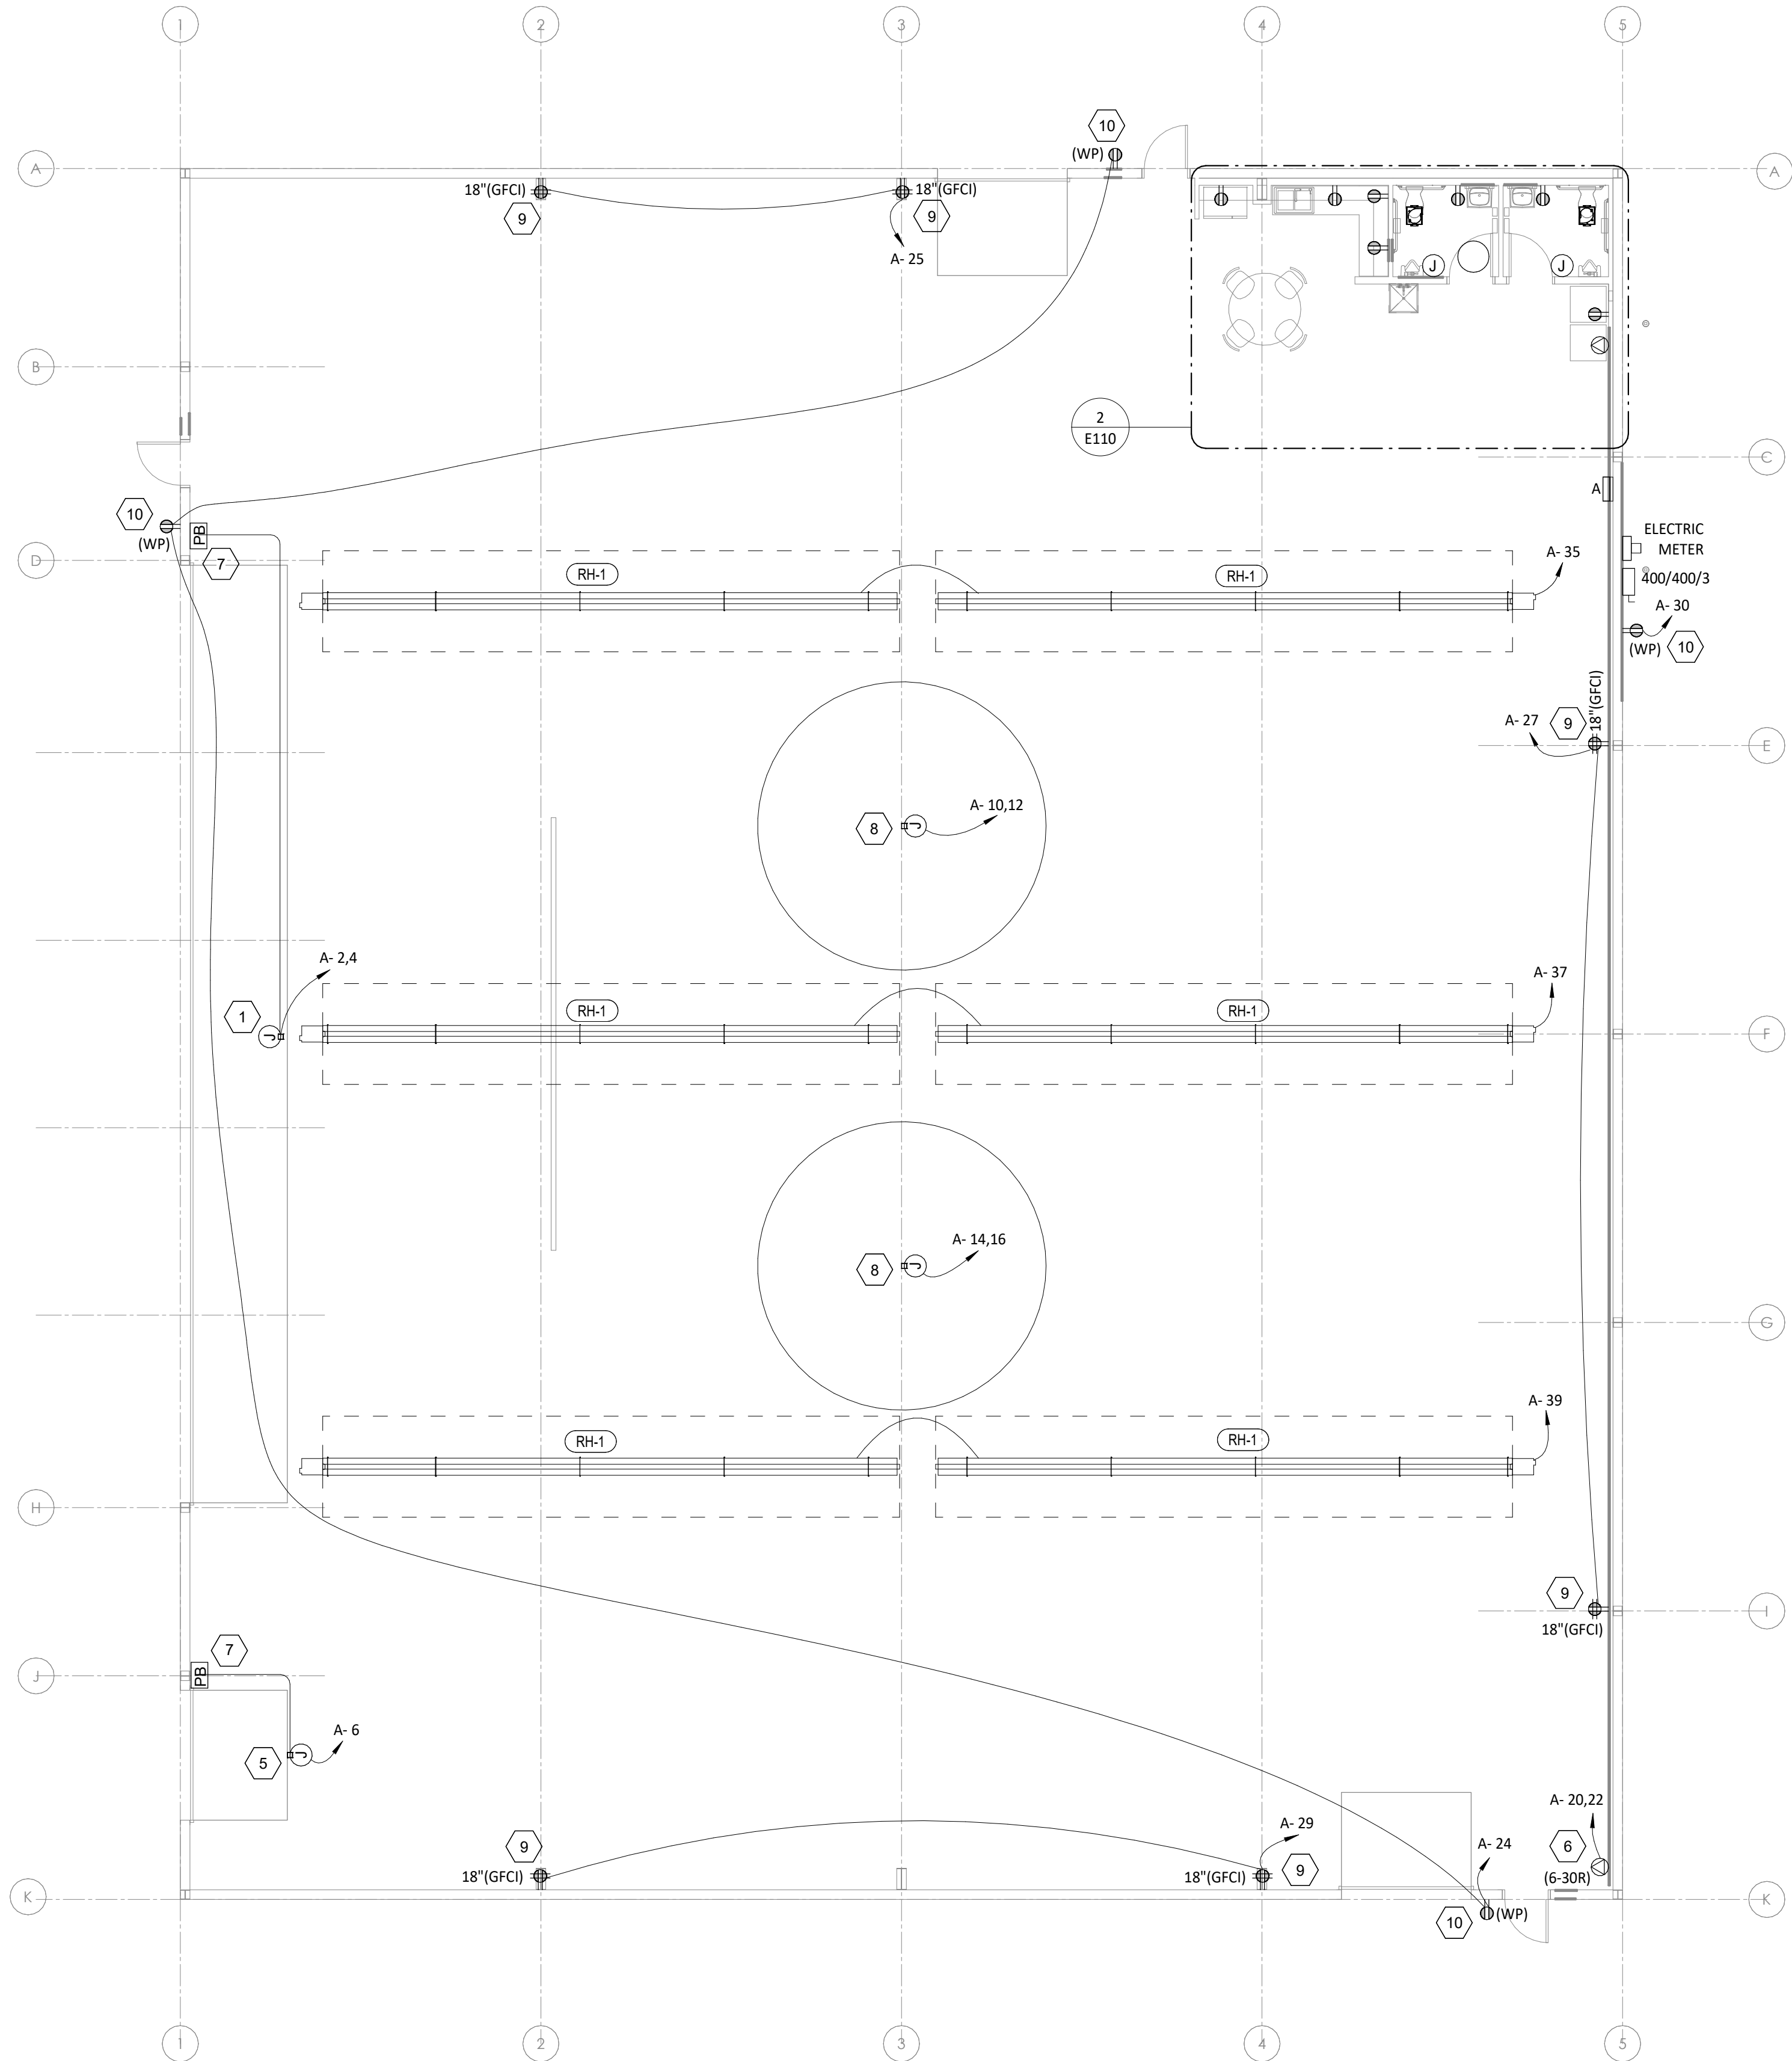 1
2
3
4
5
A
A
10
(WP)
18"(GFCI)
18"(GFCI)
9
9
A- 25
J
J
B
2
E110
C
A
10
(WP)
PB
7
ELECTRIC
METER
D
RH-1
RH-1
A- 35
400/400/3
A- 30
(WP)
10
18"(GFCI)
A- 27
9
E
8
J
A- 10,12
A- 2,4
1
J
RH-1
RH-1
A- 37
F
8
J
A- 14,16
G
RH-1
RH-1
A- 39
H
9
18"(GFCI)
I
7
PB
J
A- 6
5
J
9
18"(GFCI)
A- 29
18"(GFCI)
9
A- 20,22
6
(6-30R)
A- 24
10
(WP)
K
K
1
2
3
4
5